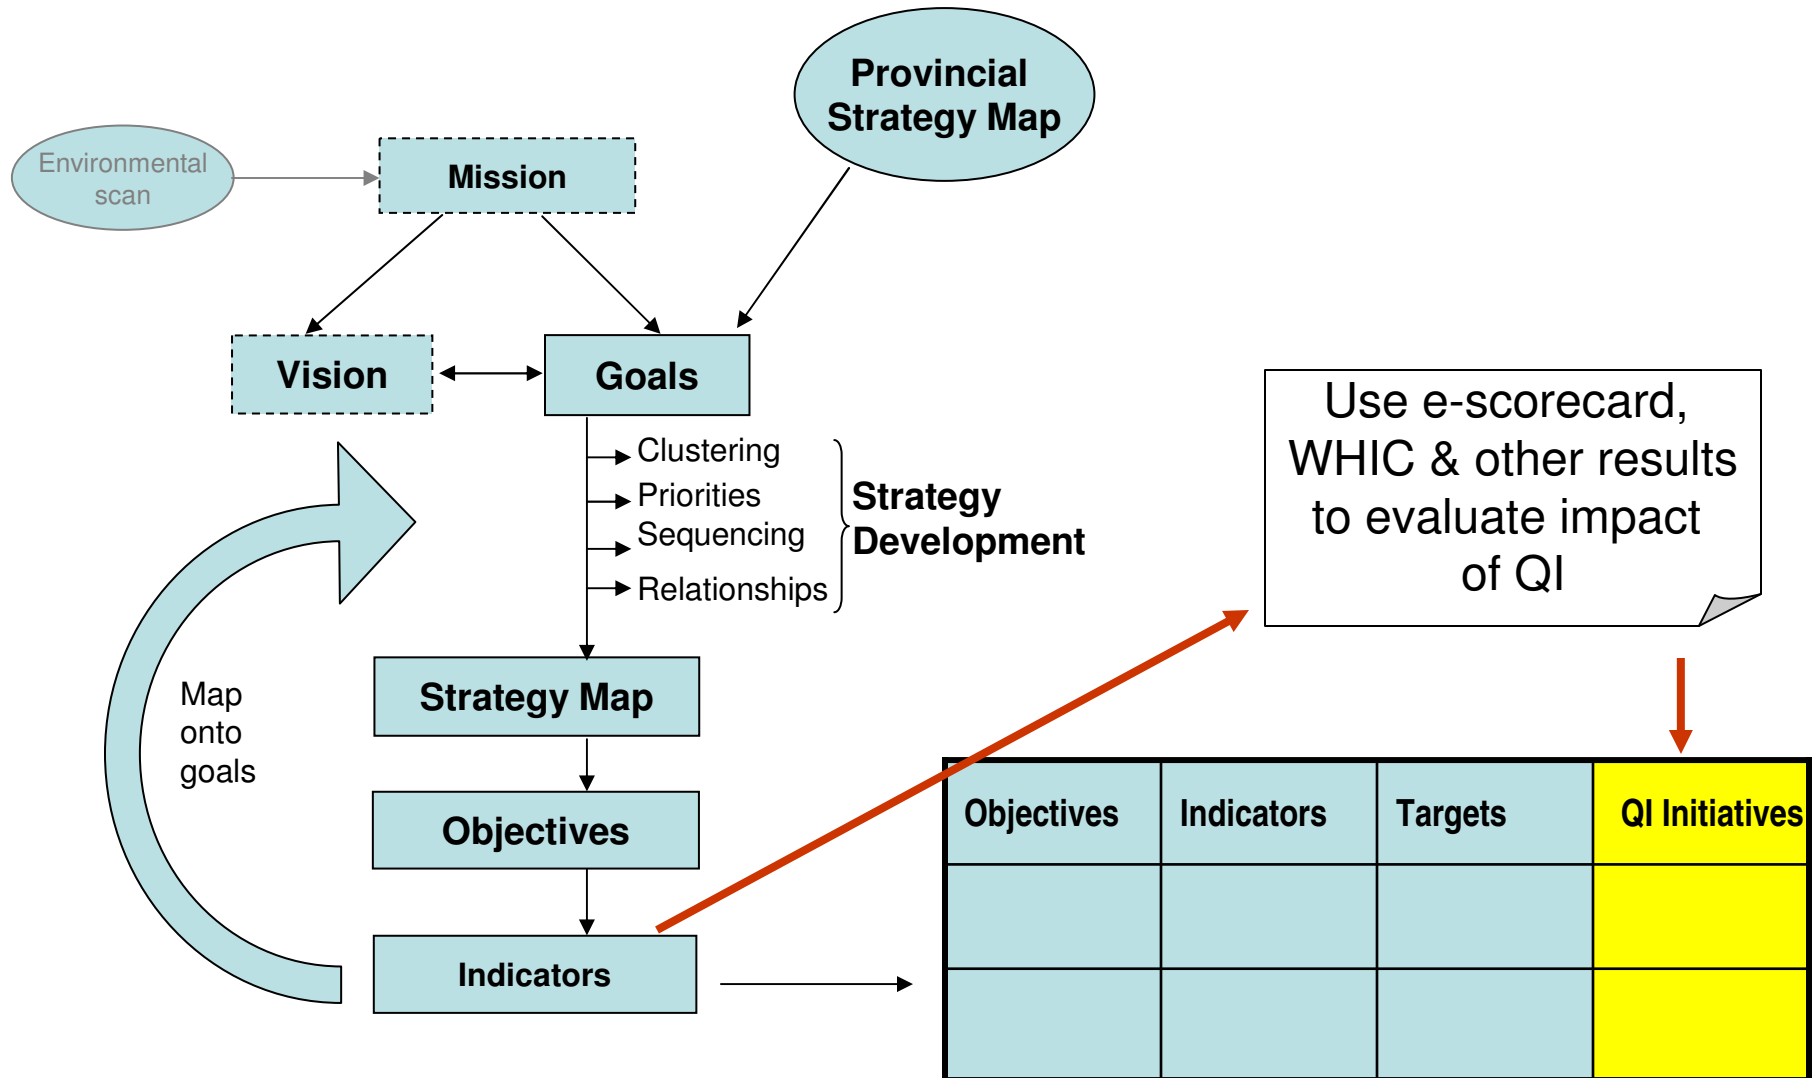 Provincial
Strategy Map
Environmental
scan
Mission
Vision
Goals
Clustering
Priorities
Sequencing
Relationships
Strategy
Development
Use e-scorecard,
WHIC & other results
to evaluate impact
of QI
Map
onto
goals
Strategy Map
Objectives
Indicators
Objectives Indicators Targets QI Initiatives